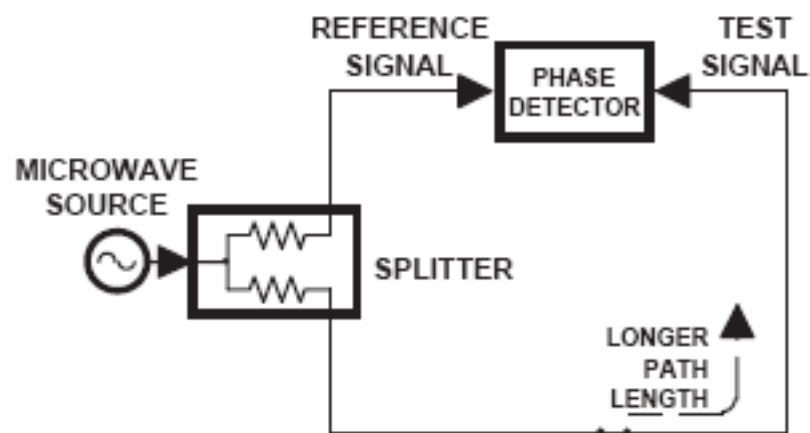 REFERENCE
SIGNAL
PHASE
DETECTOR
TEST
SIGNAL
MICROWAVE
SOURCE
SPLITTER
LONGER
PATH
LENGTH